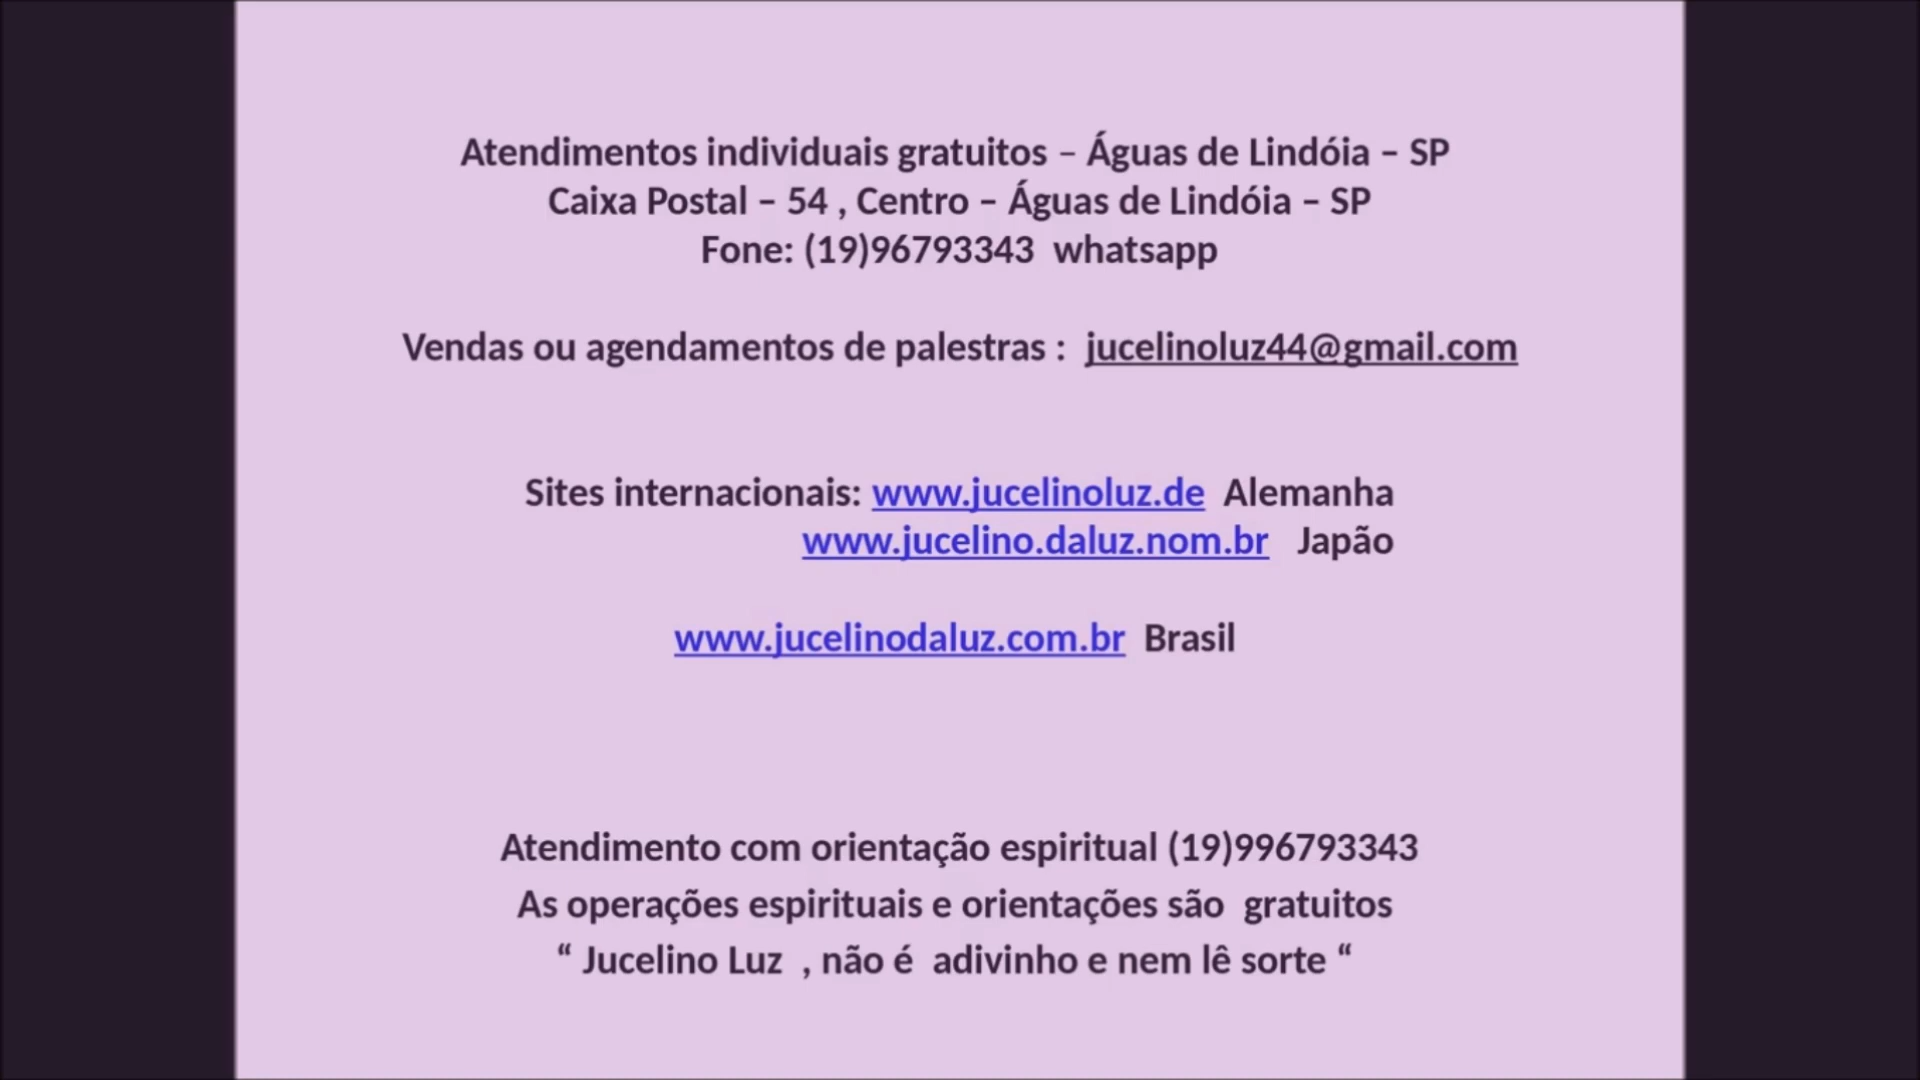 Atendimentos individuais gratuitos – Águas de Lindóia – SP
Caixa Postal – 54 , Centro – Águas de Lindóia – SP
Fone: (19)96793343  whatsapp
Vendas ou agendamentos de palestras :  jucelinoluz44@gmail.com
Sites internacionais: www.jucelinoluz.de  Alemanha
www.jucelino.daluz.nom.br   Japão
www.jucelinodaluz.com.br  Brasil
Atendimento com orientação espiritual (19)996793343
As operações espirituais e orientações são  gratuitos
“ Jucelino Luz  , não é  adivinho e nem lê sorte “